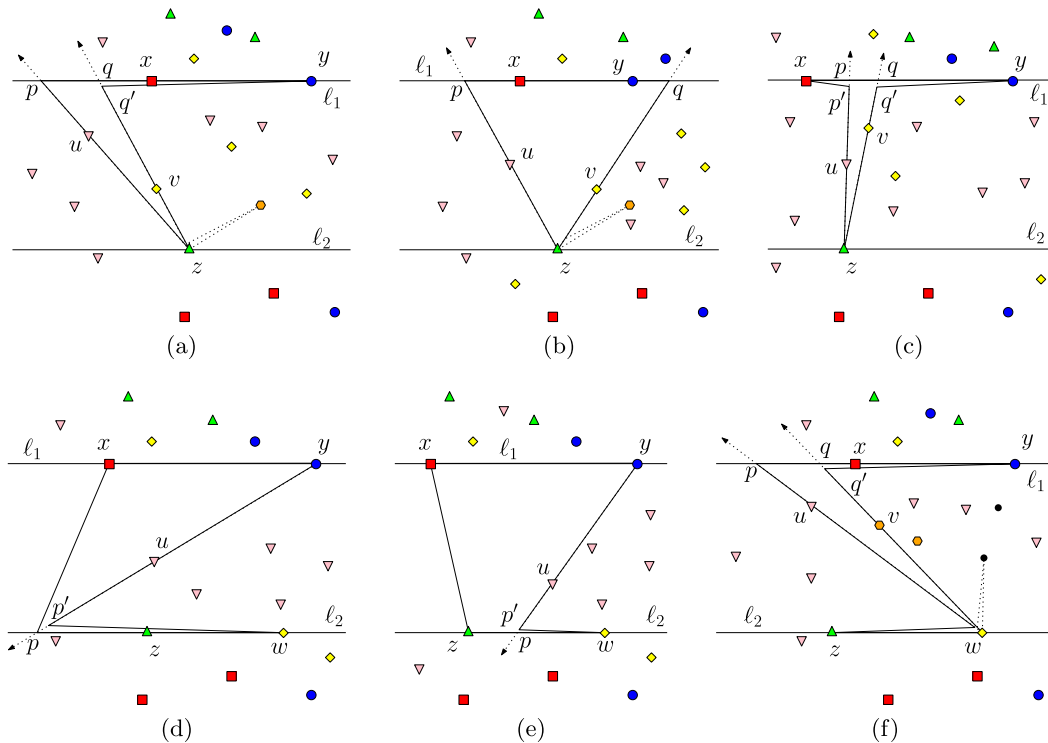 x y
q
p ℓ₁
q′
u
v
ℓ₂
z
(a)
x y
ℓ₁
p q
u v
ℓ₂
z
(b)
x p q y
p′ q′ ℓ₁
v
u
ℓ₂
z
(c)
x y
ℓ₁
u
p′
ℓ₂
p z w
(d)
x ℓ₁ y
u
p′ ℓ₂
z p w
(e)
q x y
p q′ ℓ₁
u v
ℓ₂
z w
(f)